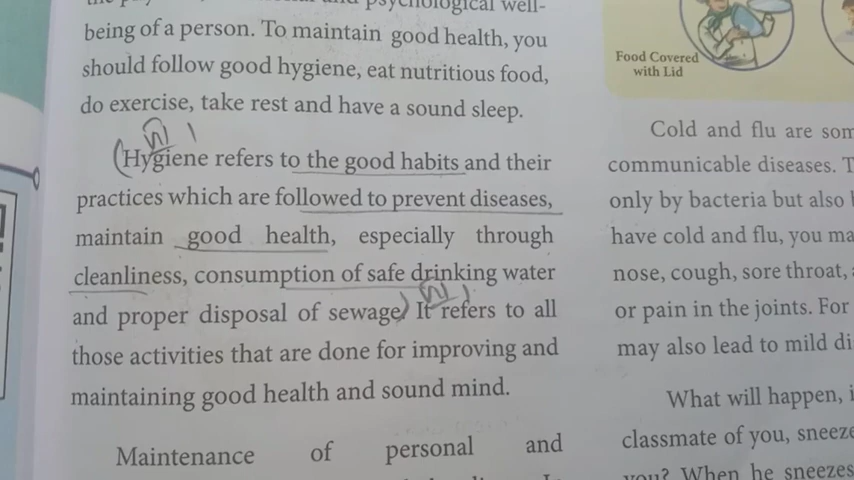 psychological well-
being of a person. To maintain good health, you
should follow good hygiene, eat nutritious food,
do exercise, take rest and have a sound sleep.
(Hygiene refers to the good habits and their
practices which are followed to prevent diseases,
maintain good health, especially through
cleanliness, consumption of safe drinking water
and proper disposal of sewage) It refers to all
those activities that are done for improving and
maintaining good health and sound mind.
Maintenance of personal and
Food Covered
with Lid
Cold and flu are som
communicable diseases. T
only by bacteria but also
have cold and flu, you ma
nose, cough, sore throat,
or pain in the joints. For
may also lead to mild di
What will happen, i
classmate of you, sneeze
you? When he sneezes